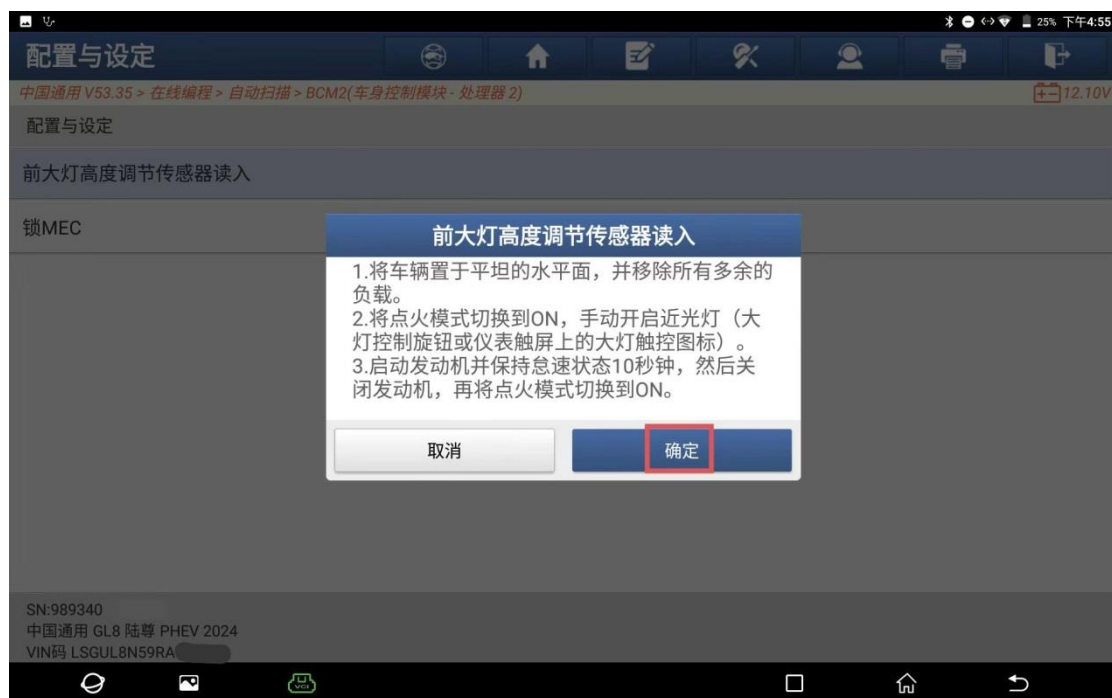 25% 下午4:55
配置与设定
中国通用 V53.35 > 在线编程 > 自动扫描 > BCM2(车身控制模块 - 处理器 2)
12.10V
配置与设定
前大灯高度调节传感器读入
锁MEC
前大灯高度调节传感器读入
1.将车辆置于平坦的水平面，并移除所有多余的
负载。
2.将点火模式切换到ON，手动开启近光灯（大
灯控制旋钮或仪表触屏上的大灯触控图标）。
3.启动发动机并保持怠速状态10秒钟，然后关
闭发动机，再将点火模式切换到ON。
取消
确定
SN:989340
中国通用 GL8 陆尊 PHEV 2024
VIN码 LSGUL8N59RA
VCI